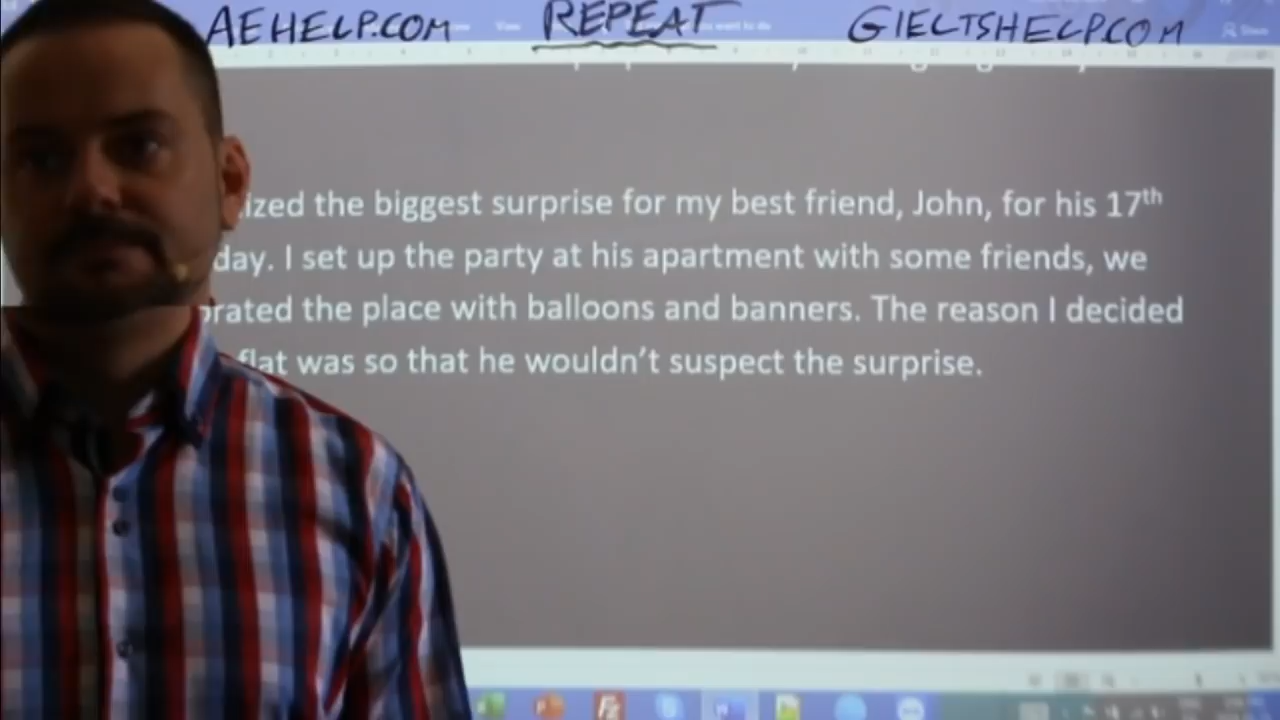 AEHELP.COM REPEAT GIELTSHELP.COM
ized the biggest surprise for my best friend, John, for his 17th
day. I set up the party at his apartment with some friends, we
orated the place with balloons and banners. The reason I decided
flat was so that he wouldn't suspect the surprise.